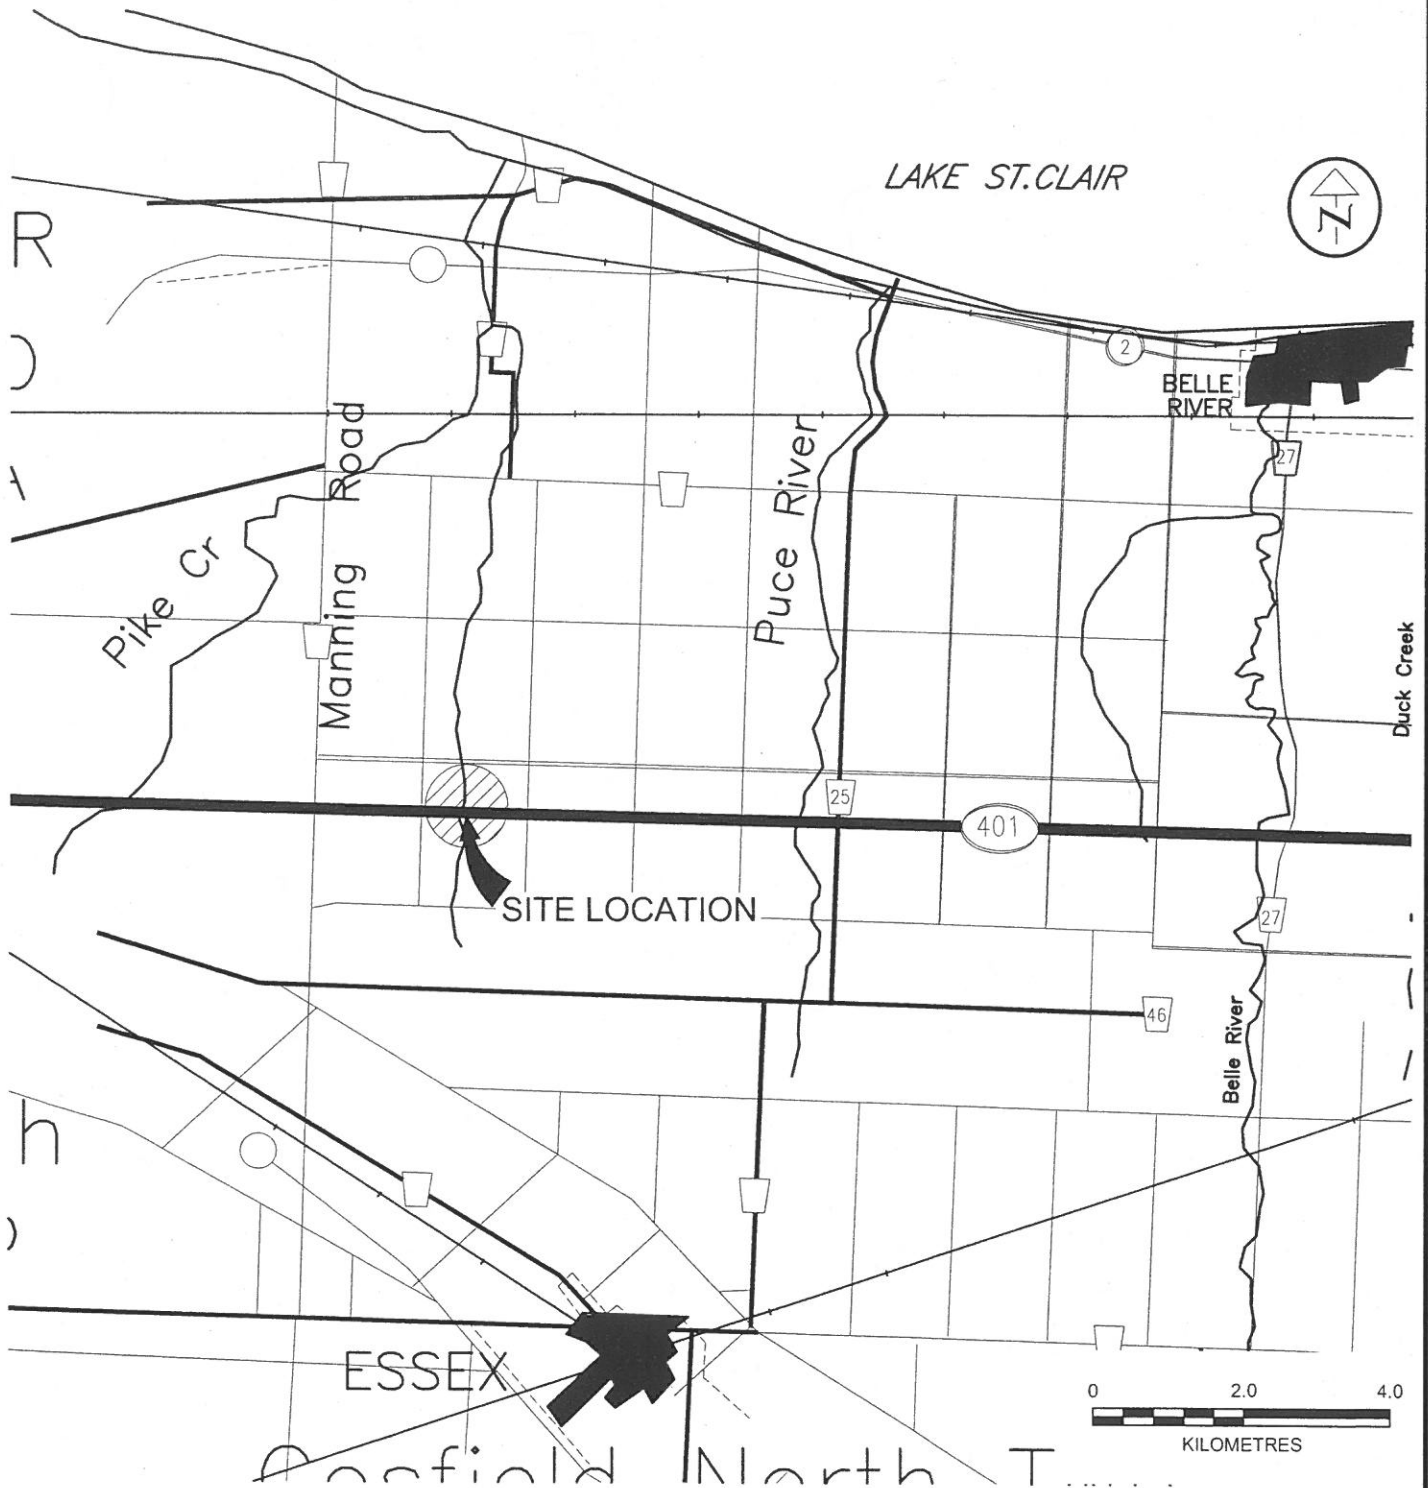 LAKE ST.CLAIR
N
R
2
BELLE
RIVER
27
Manning Road
Puce River
Pike Cr
Duck Creek
25
401
SITE LOCATION
27
46
Belle River
h
ESSEX
0 2.0 4.0
KILOMETRES
North